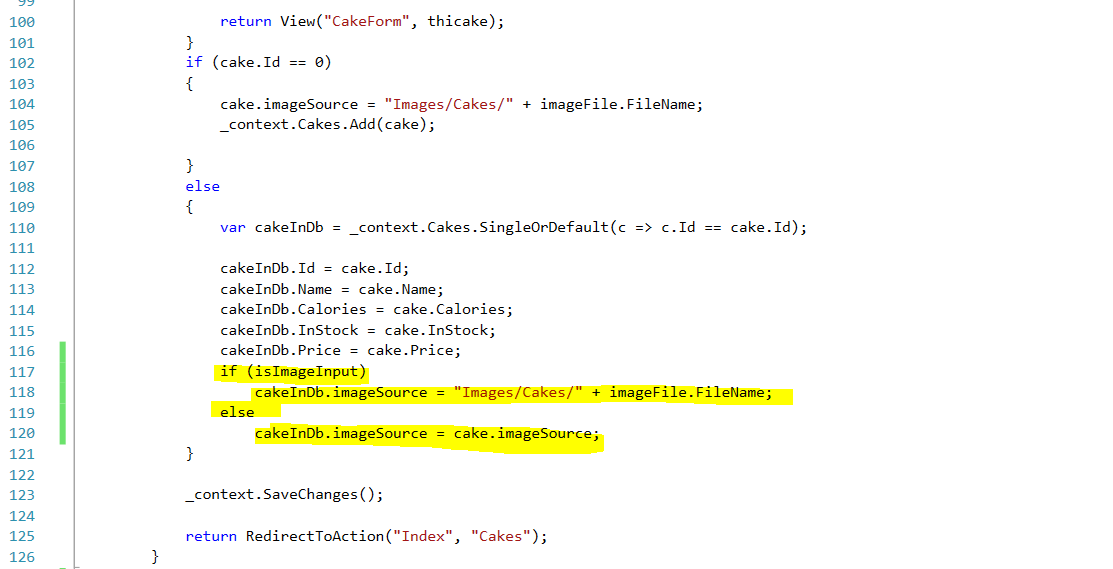 99
100 return View("CakeForm", thicake);
101 }
102 if (cake.Id == 0)
103 {
104 cake.imageSource = "Images/Cakes/" + imageFile.FileName;
105 _context.Cakes.Add(cake);
106
107 }
108 else
109 {
110 var cakeInDb = _context.Cakes.SingleOrDefault(c => c.Id == cake.Id);
111
112 cakeInDb.Id = cake.Id;
113 cakeInDb.Name = cake.Name;
114 cakeInDb.Calories = cake.Calories;
115 cakeInDb.InStock = cake.InStock;
116 cakeInDb.Price = cake.Price;
117 if (isImageInput)
118 cakeInDb.imageSource = "Images/Cakes/" + imageFile.FileName;
119 else
120 cakeInDb.imageSource = cake.imageSource;
121 }
122
123 _context.SaveChanges();
124
125 return RedirectToAction("Index", "Cakes");
126 }